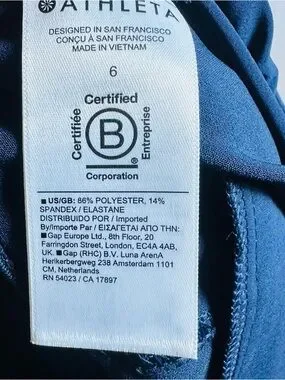 ATHLETA
DESIGNED IN SAN FRANCISCO
CONÇU À SAN FRANCISCO
MADE IN VIETNAM
6
Certified
Certifiée
B
®
Entreprise
Corporation
■ US/GB: 86% POLYESTER, 14%
SPANDEX / ELASTANE
DISTRIBUIDO POR / Imported
By/Importe Par / ΕΙΣΑΓΕΤΑΙ ΑΠΟ ΤΗΝ:
■ Gap Europe Ltd., 8th Floor, 20
Farringdon Street, London, EC4A 4AB,
UK. ■ Gap (RHC) B.V. Luna ArenA
Herikerbergweg 238 Amsterdam 1101
CM, Netherlands
RN 54023 / CA 17897